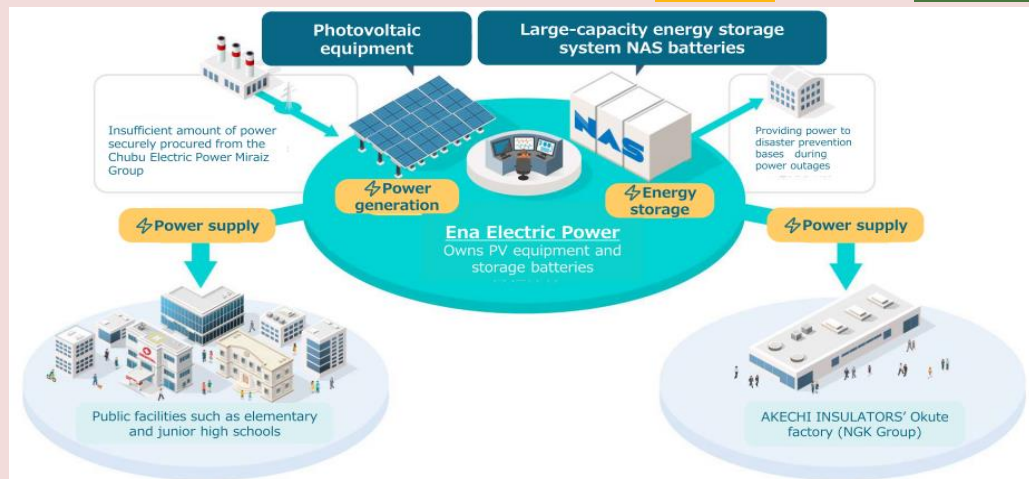 Photovoltaic
equipment
Large-capacity energy storage
system NAS batteries
Insufficient amount of power
securely procured from the
Chubu Electric Power Miraiz
Group
NAS
Providing power to
disaster prevention
bases during
power outages
Power
generation
Energy
storage
Power supply
Ena Electric Power
Owns PV equipment and
storage batteries
Power supply
Public facilities such as elementary
and junior high schools
AKECHI INSULATORS’ Okute
factory (NGK Group)